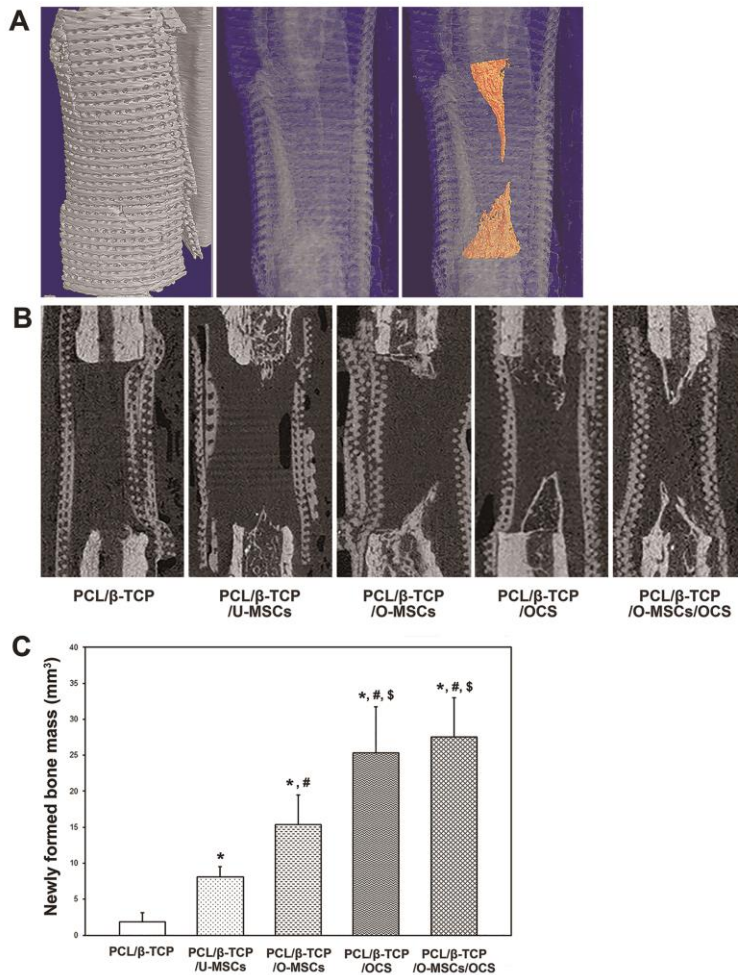 A
B
PCL/β-TCP
PCL/β-TCP
/U-MSCs
PCL/β-TCP
/O-MSCs
PCL/β-TCP
/OCS
PCL/β-TCP
/O-MSCs/OCS
C
Newly formed bone mass (mm³)
40
35
30
25
20
15
10
5
0
*
*, #
*, #, $
*, #, $
PCL/β-TCP
PCL/β-TCP
/U-MSCs
PCL/β-TCP
/O-MSCs
PCL/β-TCP
/OCS
PCL/β-TCP
/O-MSCs/OCS